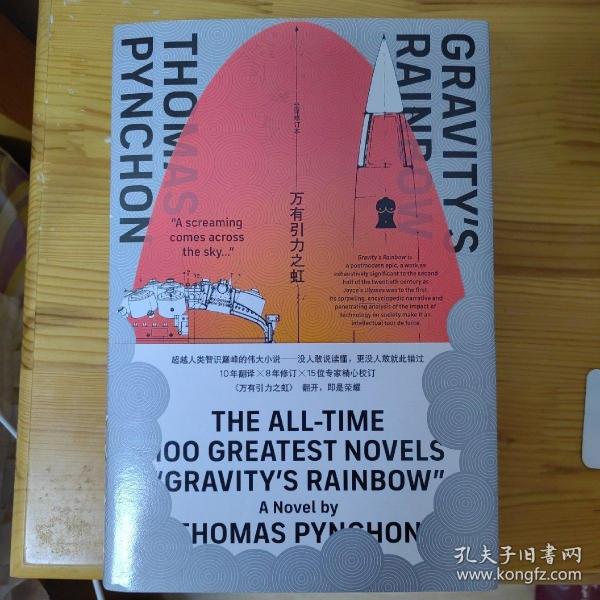 THOMAS
PYNCHON
GRAVITY'S
RAINBOW
全译修订本
万有引力之虹
"A screaming
comes across
the sky..."
Gravity's Rainbow is
a postmodern epic, a work as
exhaustively significant to the second
half of the twentieth century as
Joyce's Ulysses was to the first.
Its sprawling, encyclopedic narrative and
penetrating analysis of the impact of
technology on society make it an
intellectual tour de force.
超越人类智识巅峰的伟大小说——没人敢说读懂，更没人敢就此错过
10年翻译×8年修订×15位专家精心校订
《万有引力之虹》 翻开，即是荣耀
THE ALL-TIME
100 GREATEST NOVELS
"GRAVITY'S RAINBOW"
A Novel by
THOMAS PYNCHON
孔夫子旧书网
www.kongfz.com